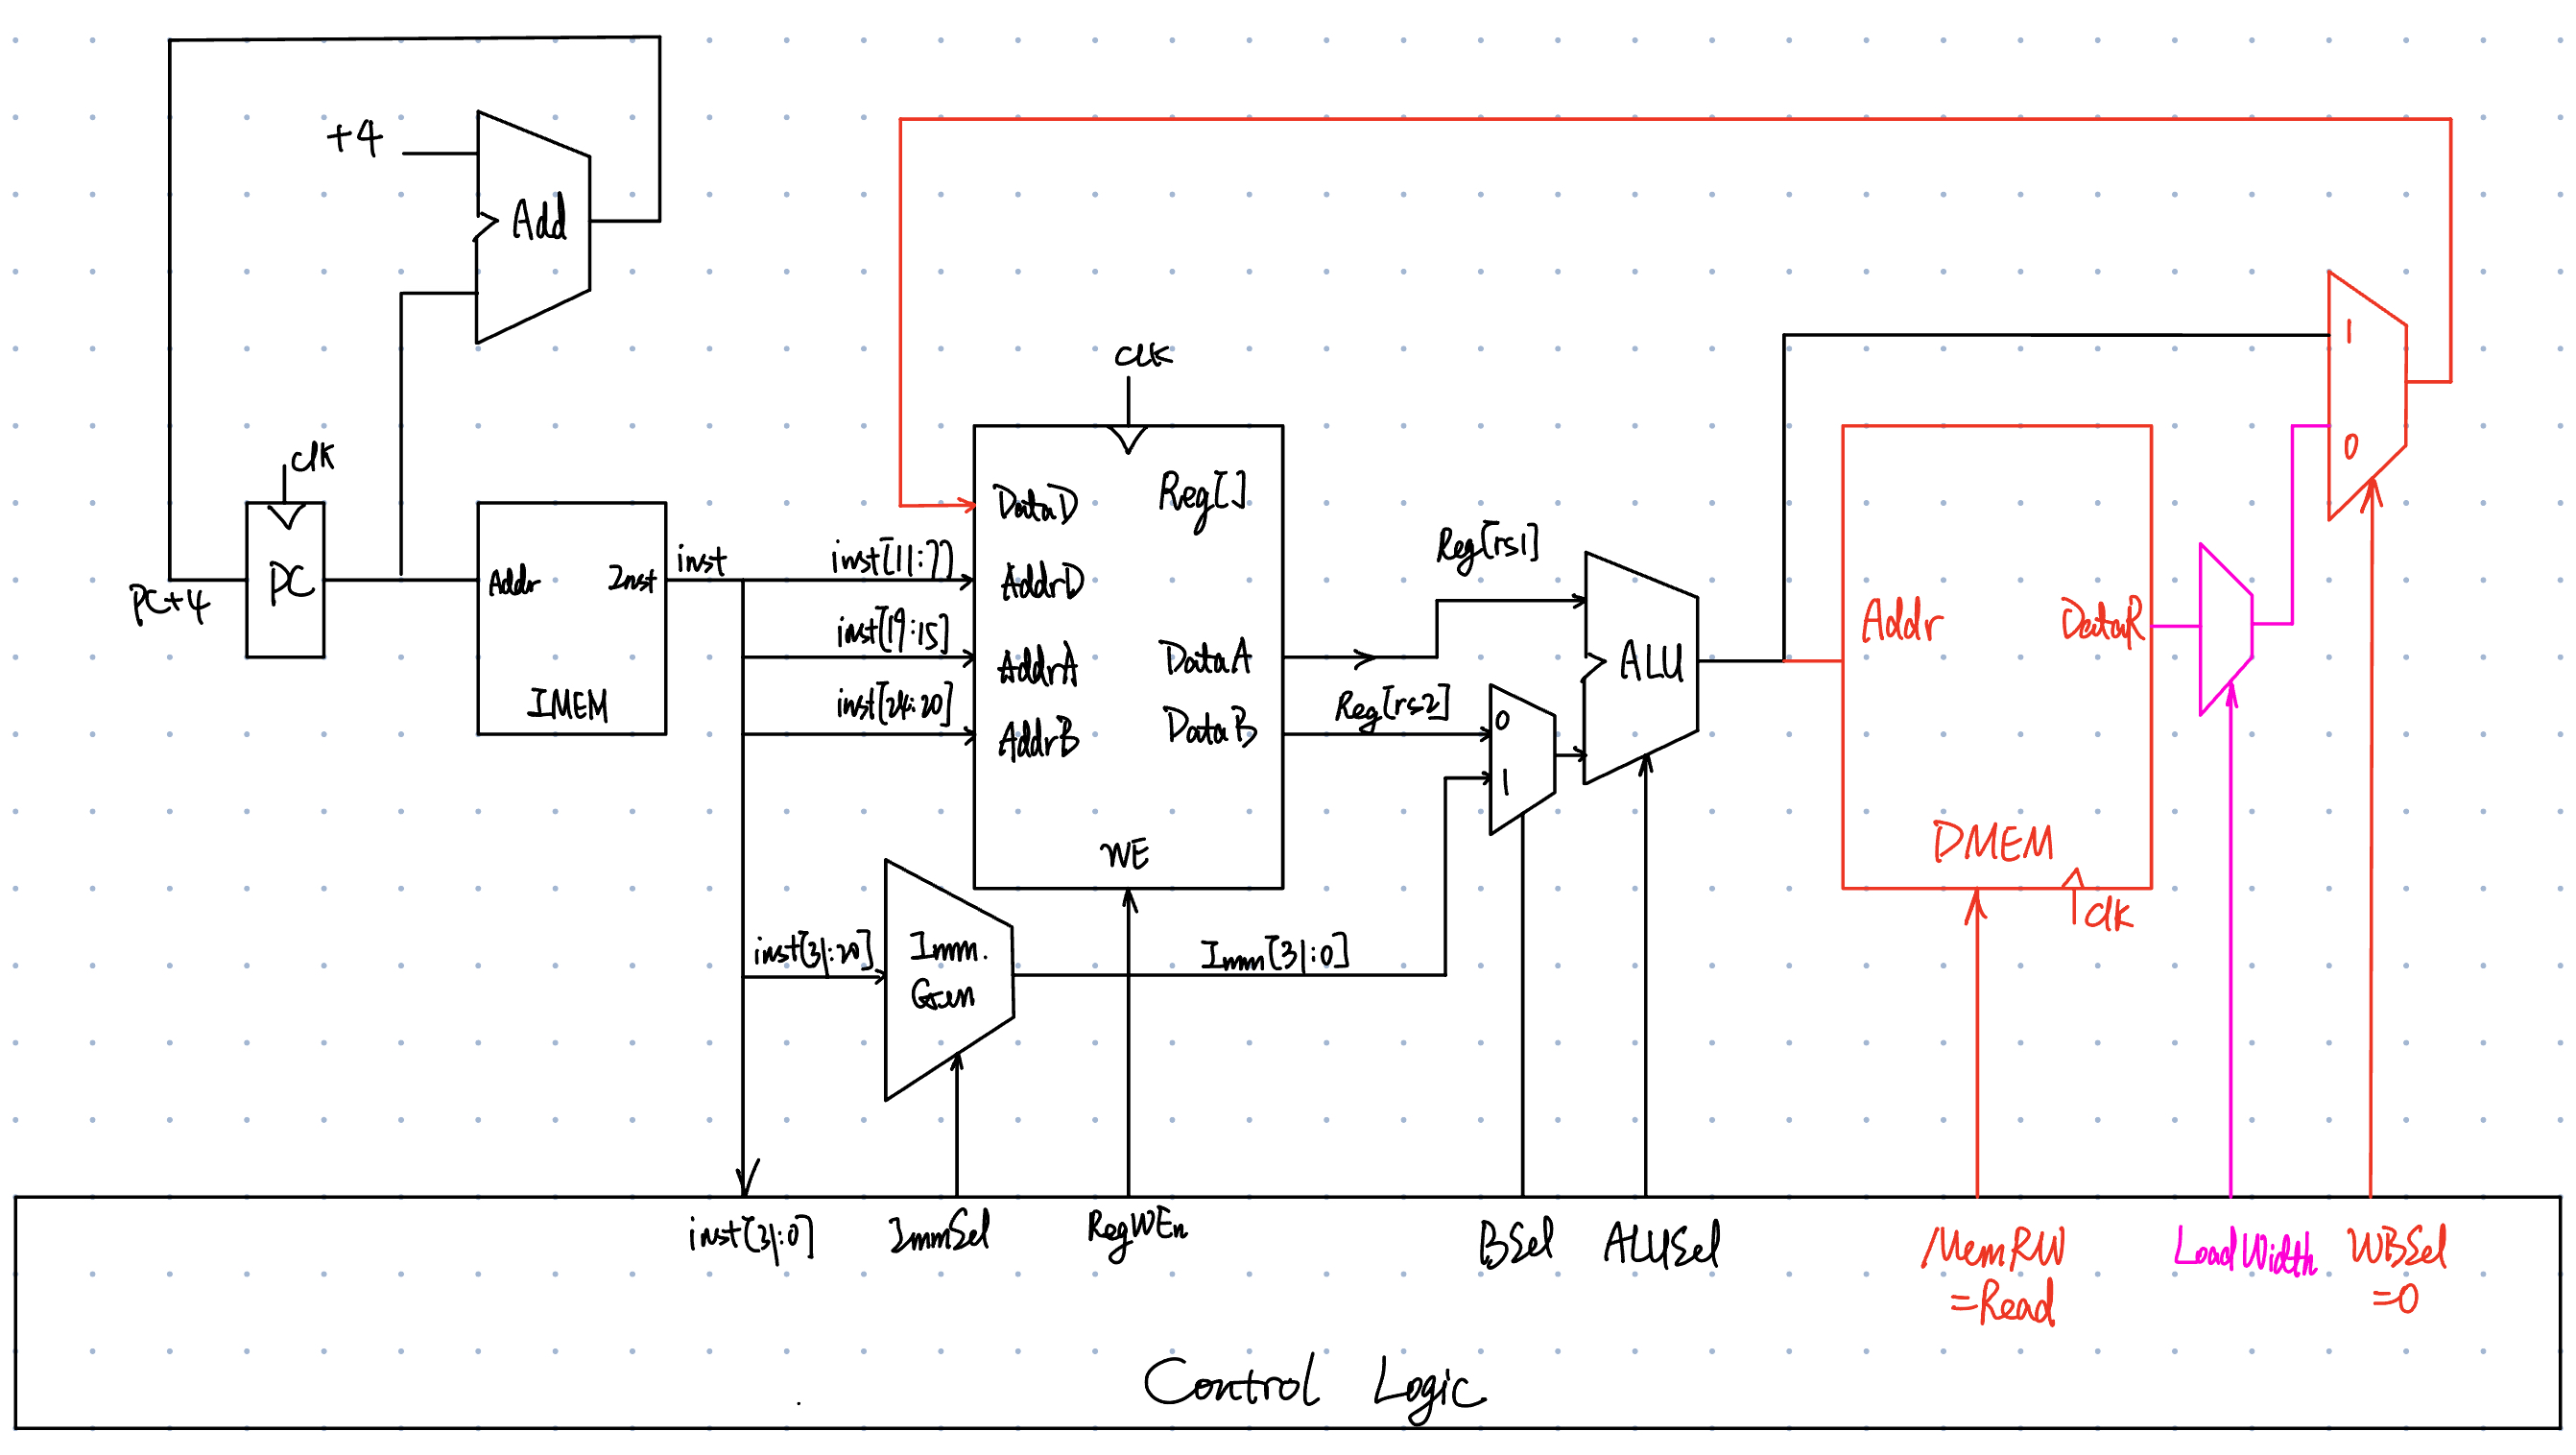 +4
Add
clk
PC+4
PC
Addr
Inst
IMEM
inst
inst[11:7]
inst[19:15]
inst[24:20]
clk
Reg[]
DataD
AddrD
AddrA
AddrB
DataA
DataB
WE
inst[31:20]
Imm.
Gen
Imm[31:0]
Reg[rs1]
Reg[rs2]
0
1
ALU
Addr
DataR
DMEM
clk
1
0
inst[31:0]
ImmSel
RegWEn
BSel
ALUSel
MemRW
=Read
LoadWidth
WBSel
=0
Control Logic